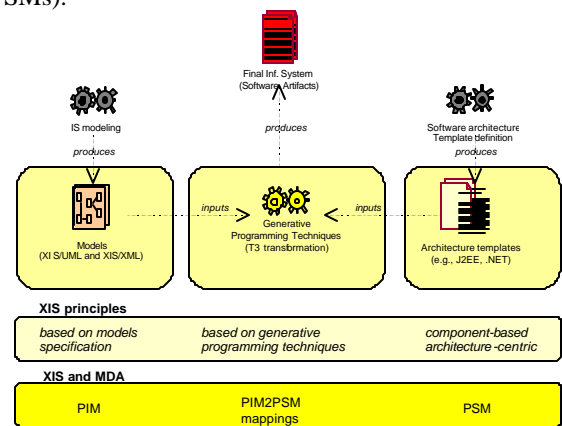 SMs).
Final Inf. System
(Software Artifacts)
IS modeling
produces
Software architecture
Template definition
produces
produces
inputs
inputs
Models
(XIS/UML and XIS/XML)
Generative
Programming Techniques
(T3 transformation)
Architecture templates
(e.g., J2EE, .NET)
XIS principles
based on models
specification
based on generative
programming techniques
component-based
architecture-centric
XIS and MDA
PIM
PIM2PSM
mappings
PSM